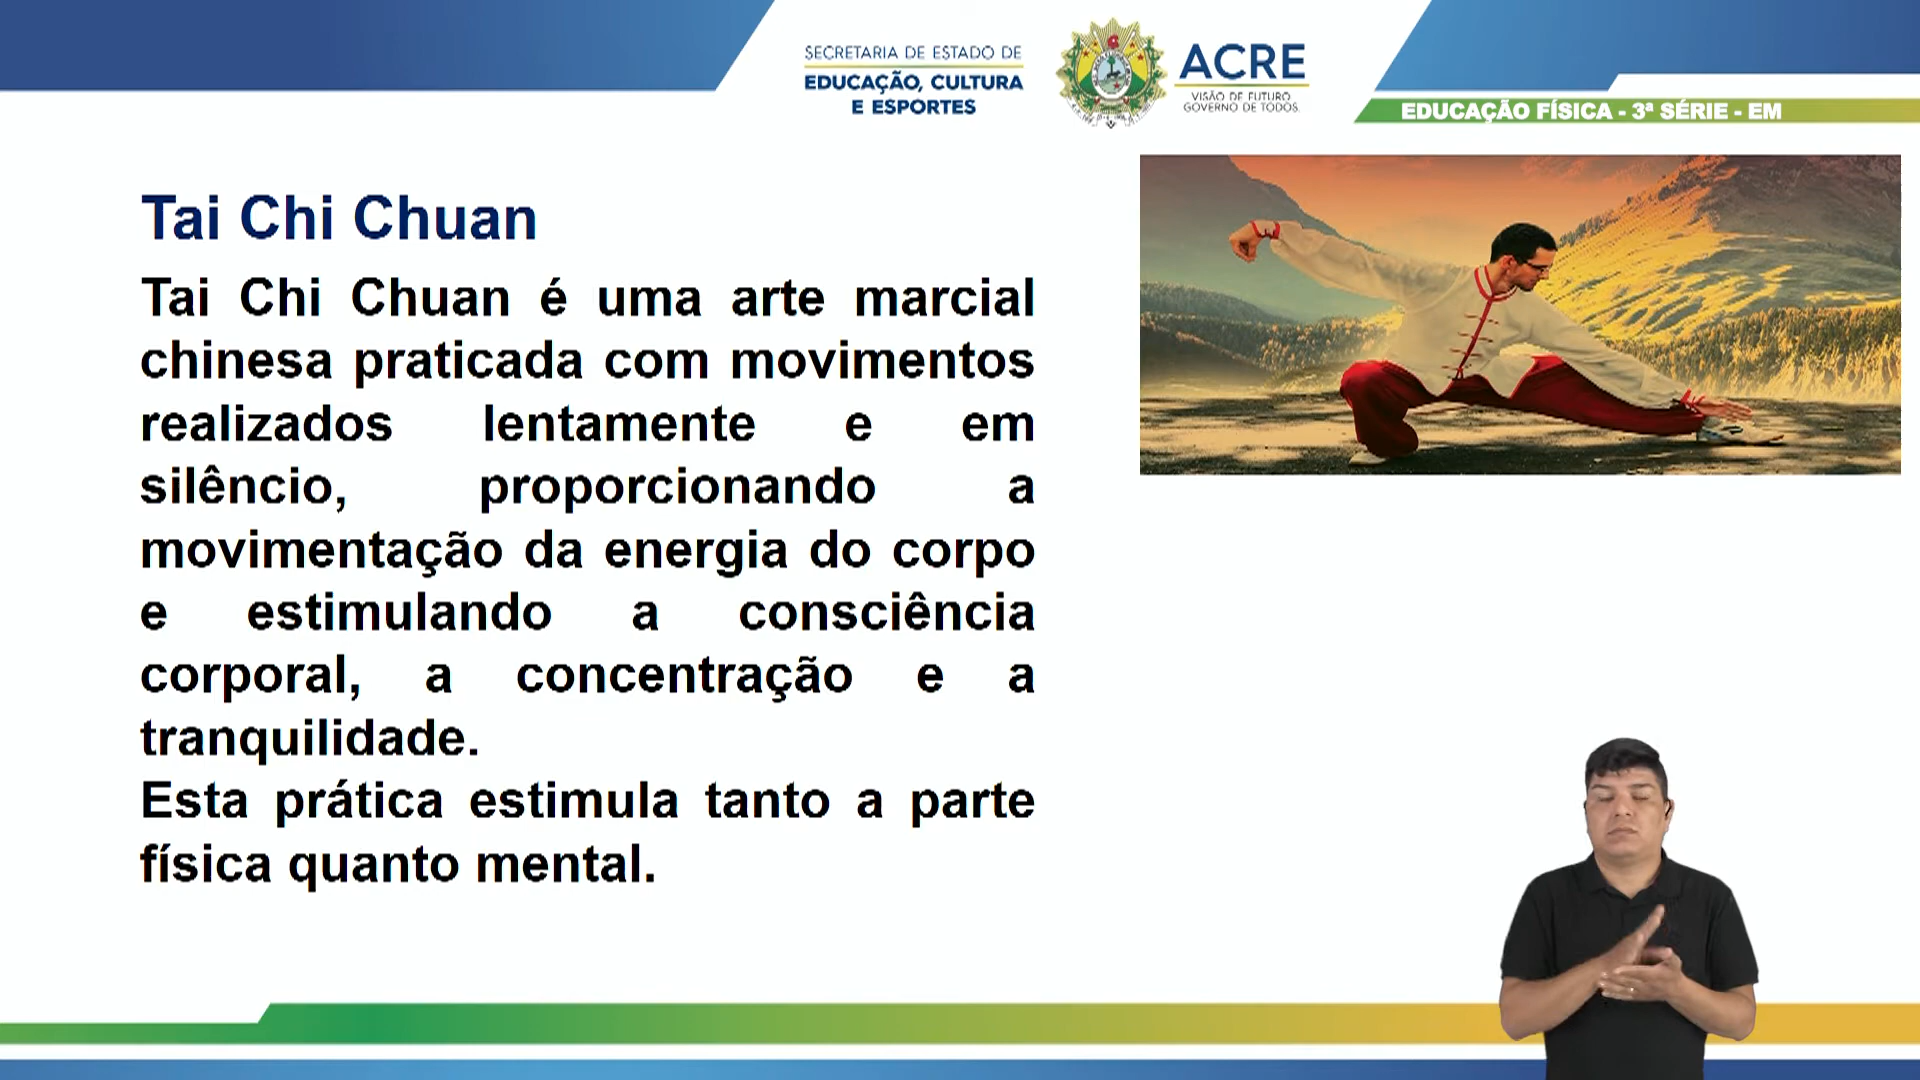 SECRETARIA DE ESTADO DE
EDUCAÇÃO, CULTURA
E ESPORTES
ACRE
VISÃO DE FUTURO
GOVERNO DE TODOS.
EDUCAÇÃO FÍSICA - 3ª SÉRIE - EM
Tai Chi Chuan
Tai Chi Chuan é uma arte marcial
chinesa praticada com movimentos
realizados lentamente e em
silêncio, proporcionando a
movimentação da energia do corpo
e estimulando a consciência
corporal, a concentração e a
tranquilidade.
Esta prática estimula tanto a parte
física quanto mental.